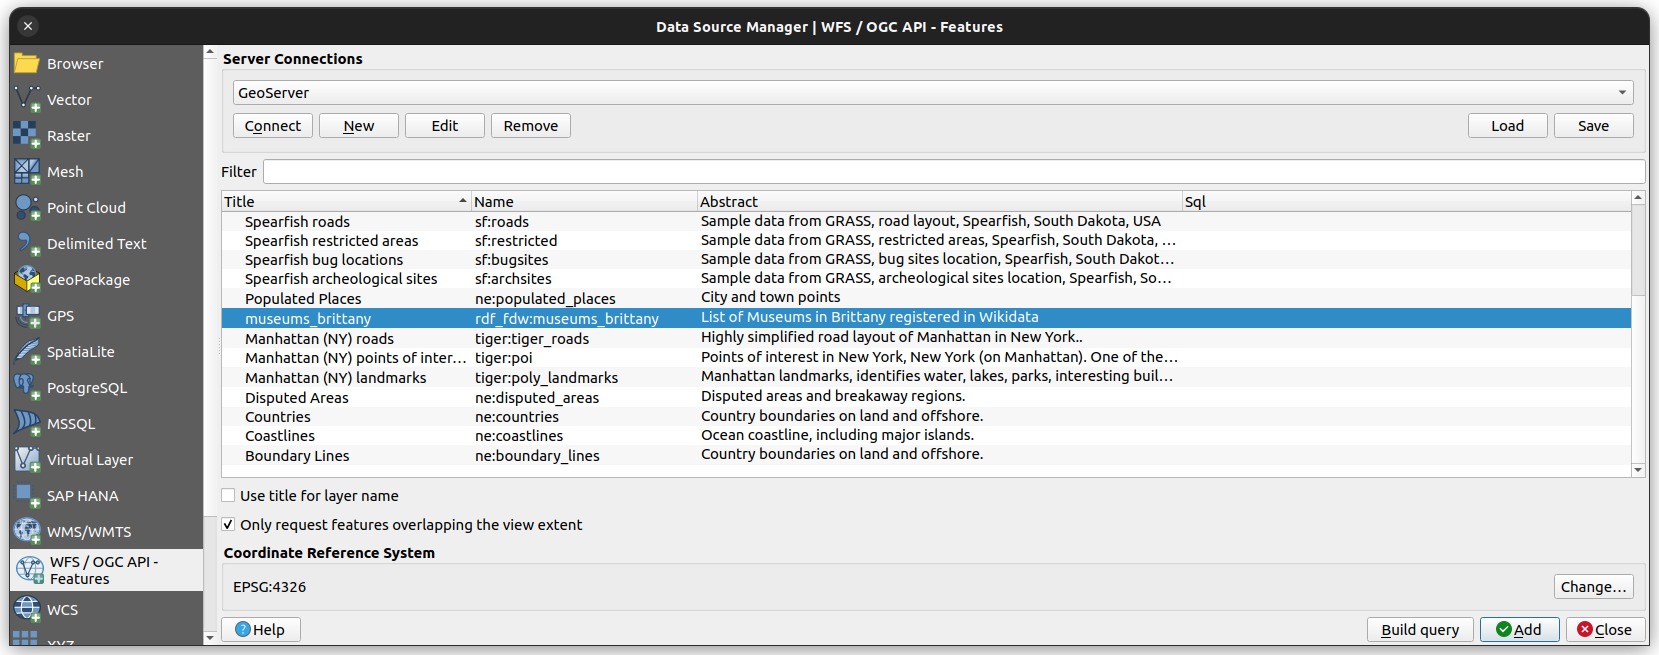 Data Source Manager | WFS / OGC API - Features
Browser
Vector
Raster
Mesh
Point Cloud
Delimited Text
GeoPackage
GPS
SpatiaLite
PostgreSQL
MSSQL
Virtual Layer
SAP HANA
WMS/WMTS
WFS / OGC API -
Features
WCS
XYZ
Server Connections
GeoServer
Connect New Edit Remove Load Save
Filter
Title Name Abstract Sql
Spearfish roads sf:roads Sample data from GRASS, road layout, Spearfish, South Dakota, USA
Spearfish restricted areas sf:restricted Sample data from GRASS, restricted areas, Spearfish, South Dakota, …
Spearfish bug locations sf:bugsites Sample data from GRASS, bug sites location, Spearfish, South Dakot…
Spearfish archeological sites sf:archsites Sample data from GRASS, archeological sites location, Spearfish, So…
Populated Places ne:populated_places City and town points
museums_brittany rdf_fdw:museums_brittany List of Museums in Brittany registered in Wikidata
Manhattan (NY) roads tiger:tiger_roads Highly simplified road layout of Manhattan in New York..
Manhattan (NY) points of inter… tiger:poi Points of interest in New York, New York (on Manhattan). One of the…
Manhattan (NY) landmarks tiger:poly_landmarks Manhattan landmarks, identifies water, lakes, parks, interesting buil…
Disputed Areas ne:disputed_areas Disputed areas and breakaway regions.
Countries ne:countries Country boundaries on land and offshore.
Coastlines ne:coastlines Ocean coastline, including major islands.
Boundary Lines ne:boundary_lines Country boundaries on land and offshore.
Use title for layer name
Only request features overlapping the view extent
Coordinate Reference System
EPSG:4326 Change…
Help Build query Add Close